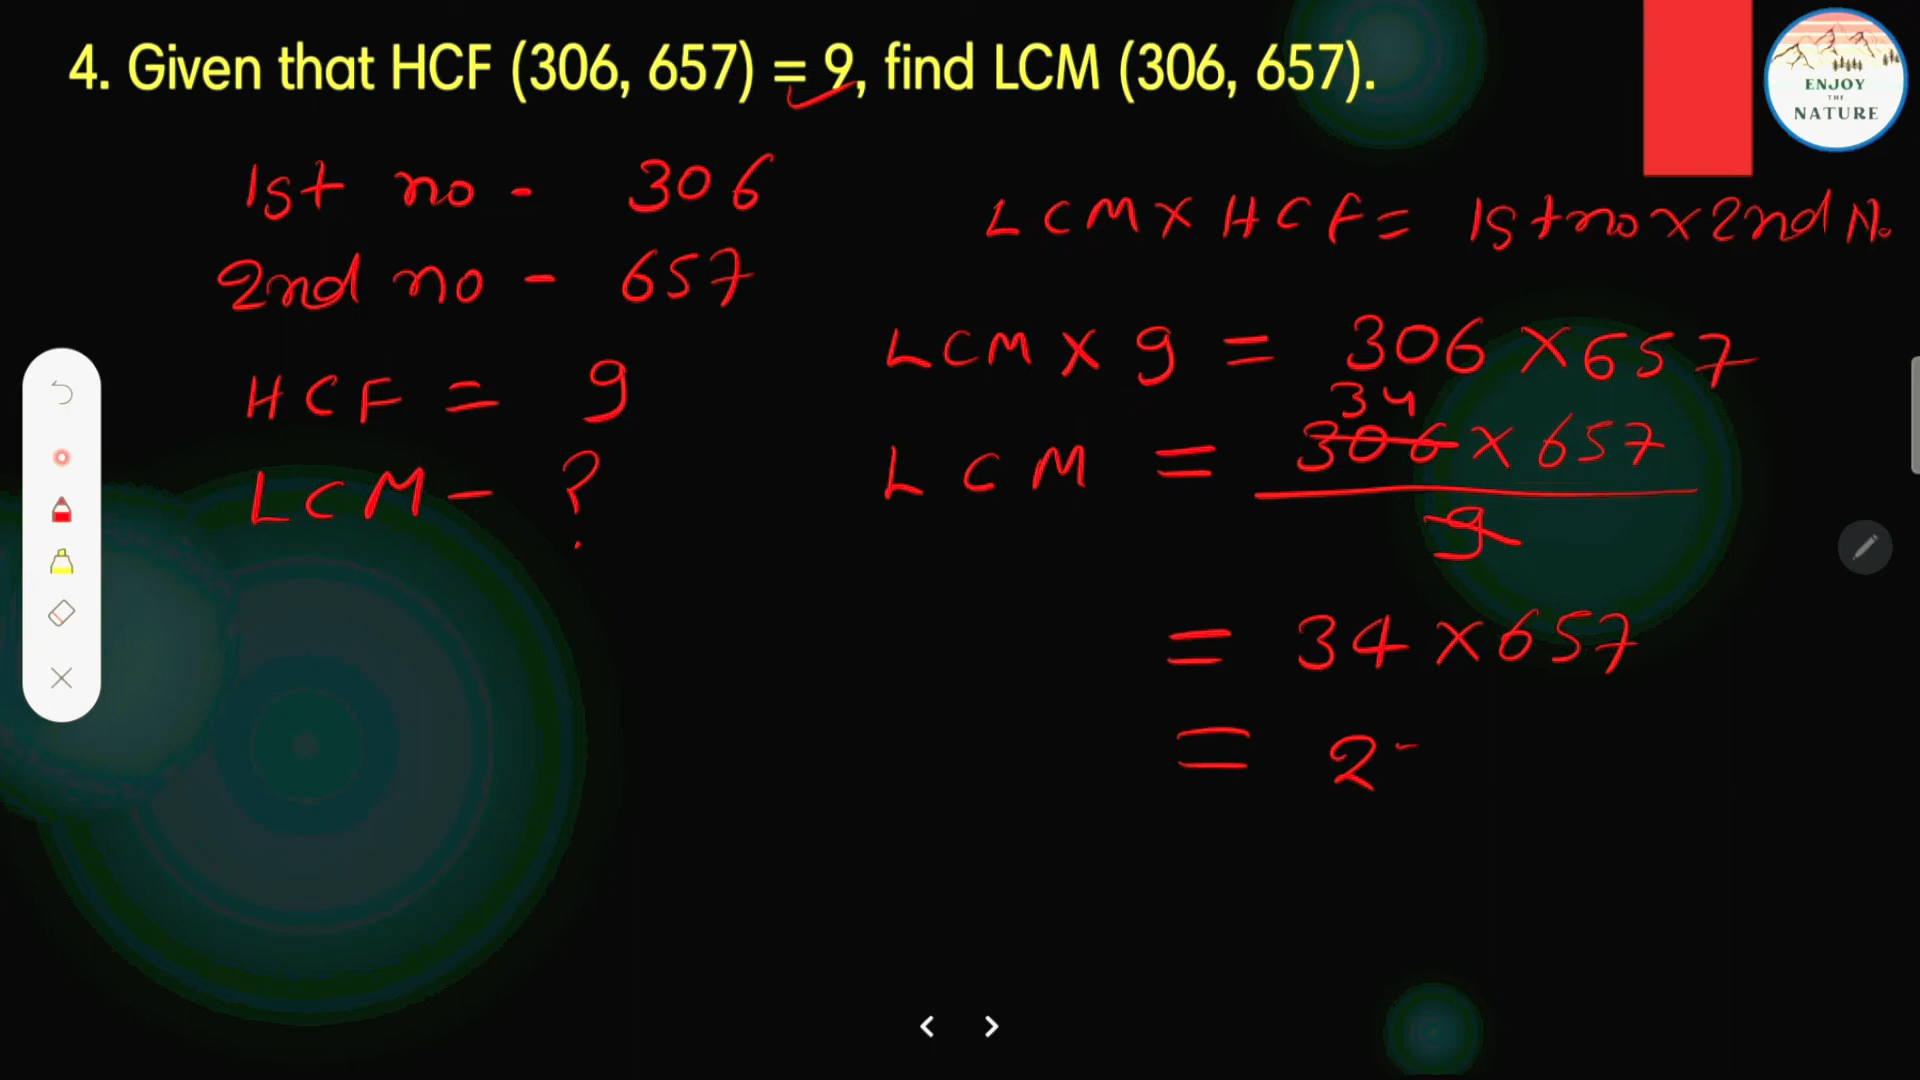 4. Given that HCF (306, 657) = 9, find LCM (306, 657).
ENJOY
THE
NATURE
1st no - 306
2nd no - 657
HCF = 9
LCM - ?
LCM X HCF = 1st no x 2nd No
LCM X 9 = 306 X 657
34
LCM = 306 X 657
9
= 34 X 657
= 2